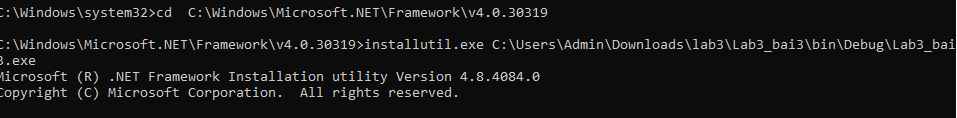 C:\Windows\system32>cd  C:\Windows\Microsoft.NET\Framework\v4.0.30319
C:\Windows\Microsoft.NET\Framework\v4.0.30319>installutil.exe C:\Users\Admin\Downloads\lab3\Lab3_bai3\bin\Debug\Lab3_bai
3.exe
Microsoft (R) .NET Framework Installation utility Version 4.8.4084.0
Copyright (C) Microsoft Corporation.  All rights reserved.